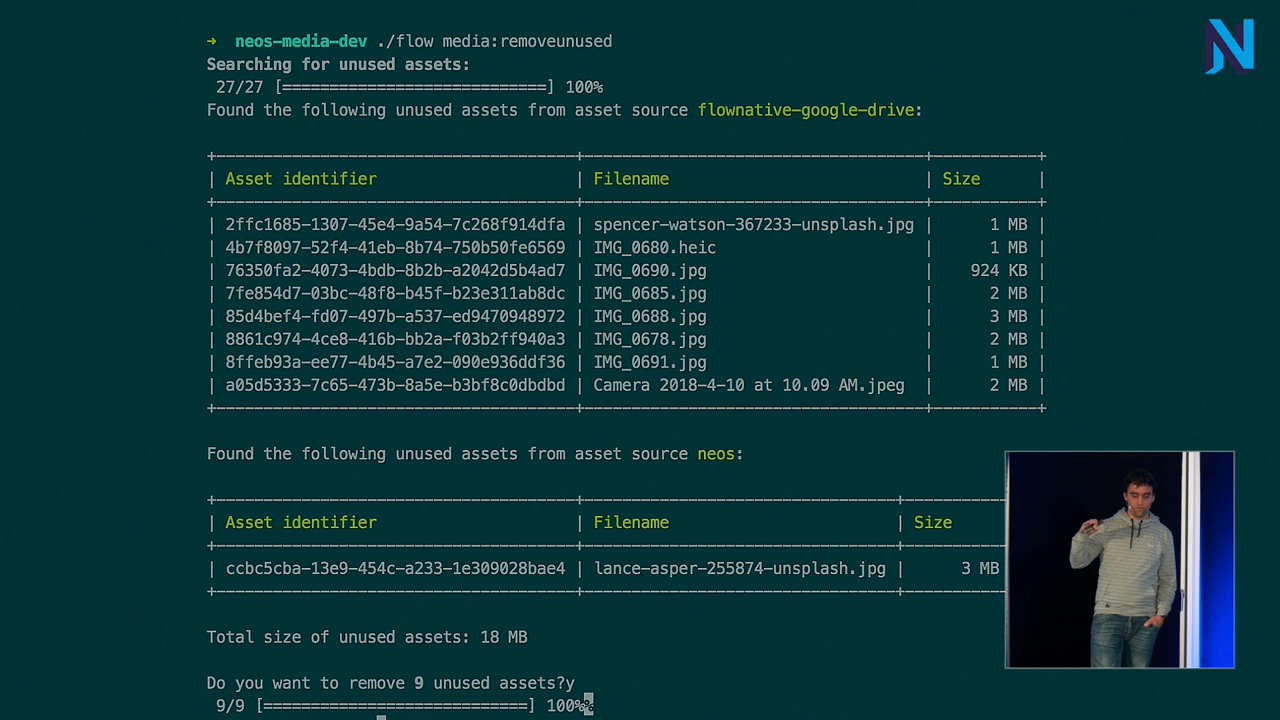 → neos-media-dev ./flow media:removeunused
Searching for unused assets:
27/27 [============================] 100%
Found the following unused assets from asset source flownative-google-drive:
| Asset identifier | Filename | Size |
| 2ffc1685-1307-45e4-9a54-7c268f914dfa | spencer-watson-367233-unsplash.jpg | 1 MB |
| 4b7f8097-52f4-41eb-8b74-750b50fe6569 | IMG_0680.heic | 1 MB |
| 76350fa2-4073-4bdb-8b2b-a2042d5b4ad7 | IMG_0690.jpg | 924 KB |
| 7fe854d7-03bc-48f8-b45f-b23e311ab8dc | IMG_0685.jpg | 2 MB |
| 85d4bef4-fd07-497b-a537-ed9470948972 | IMG_0688.jpg | 3 MB |
| 8861c974-4ce8-416b-bb2a-f03b2ff940a3 | IMG_0678.jpg | 2 MB |
| 8ffeb93a-ee77-4b45-a7e2-090e936ddf36 | IMG_0691.jpg | 1 MB |
| a05d5333-7c65-473b-8a5e-b3bf8c0dbdbd | Camera 2018-4-10 at 10.09 AM.jpeg | 2 MB |
Found the following unused assets from asset source neos:
| Asset identifier | Filename | Size
| ccbc5cba-13e9-454c-a233-1e309028bae4 | lance-asper-255874-unsplash.jpg | 3 MB
Total size of unused assets: 18 MB
Do you want to remove 9 unused assets?y
9/9 [============================] 100%